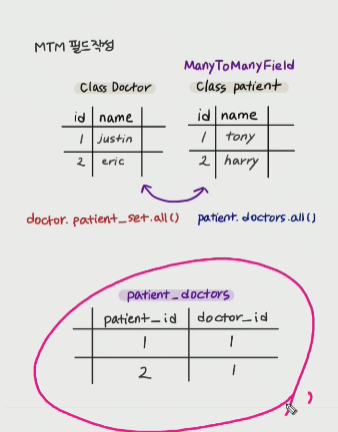 MTM 필드작성
ManyToManyField
Class Doctor
Class patient
id name
1 justin
2 eric
id name
1 tony
2 harry
doctor. patient_set.all()
patient. doctors.all()
patient_doctors
patient_id doctor_id
1 1
2 1